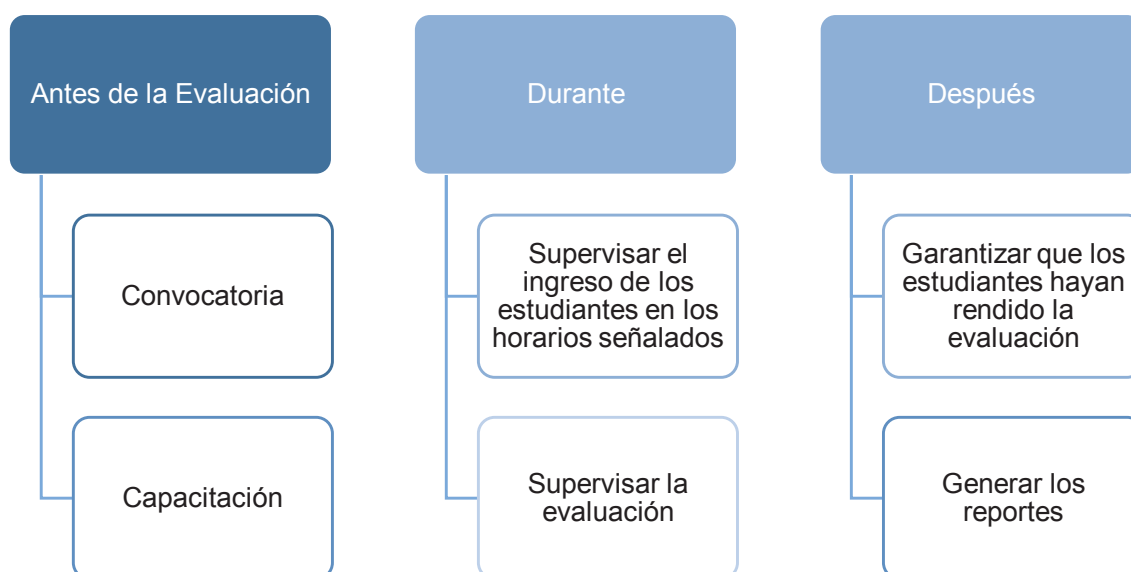 Antes de la Evaluación
Convocatoria
Capacitación
Durante
Supervisar el
ingreso de los
estudiantes en los
horarios señalados
Supervisar la
evaluación
Después
Garantizar que los
estudiantes hayan
rendido la
evaluación
Generar los
reportes